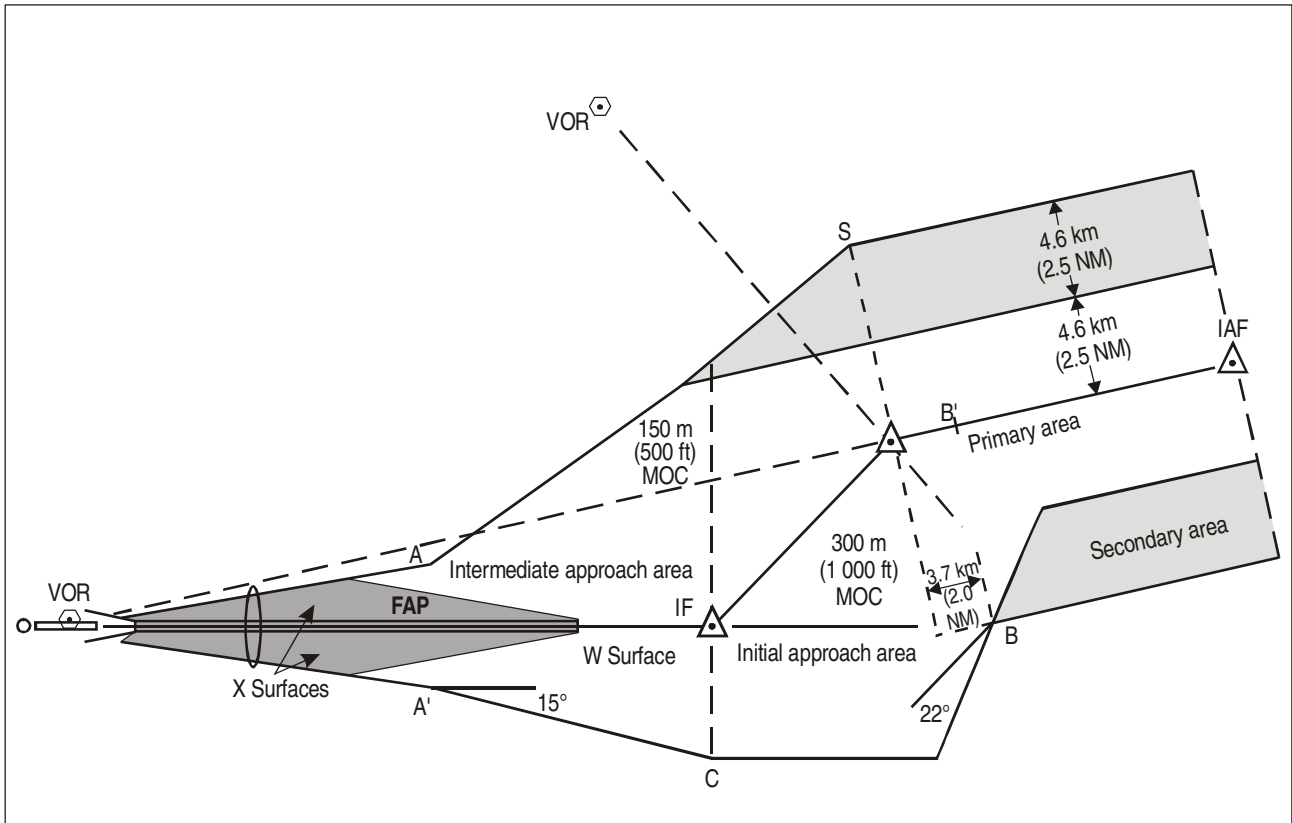 VOR
S
4.6 km
(2.5 NM)
IAF
4.6 km
(2.5 NM)
B'
Primary area
150 m
(500 ft)
MOC
A
Intermediate approach area
300 m
(1 000 ft)
MOC
Secondary area
3.7 km
(2.0
NM)
VOR
FAP
IF
W Surface
Initial approach area
B
X Surfaces
A'
15°
22°
C